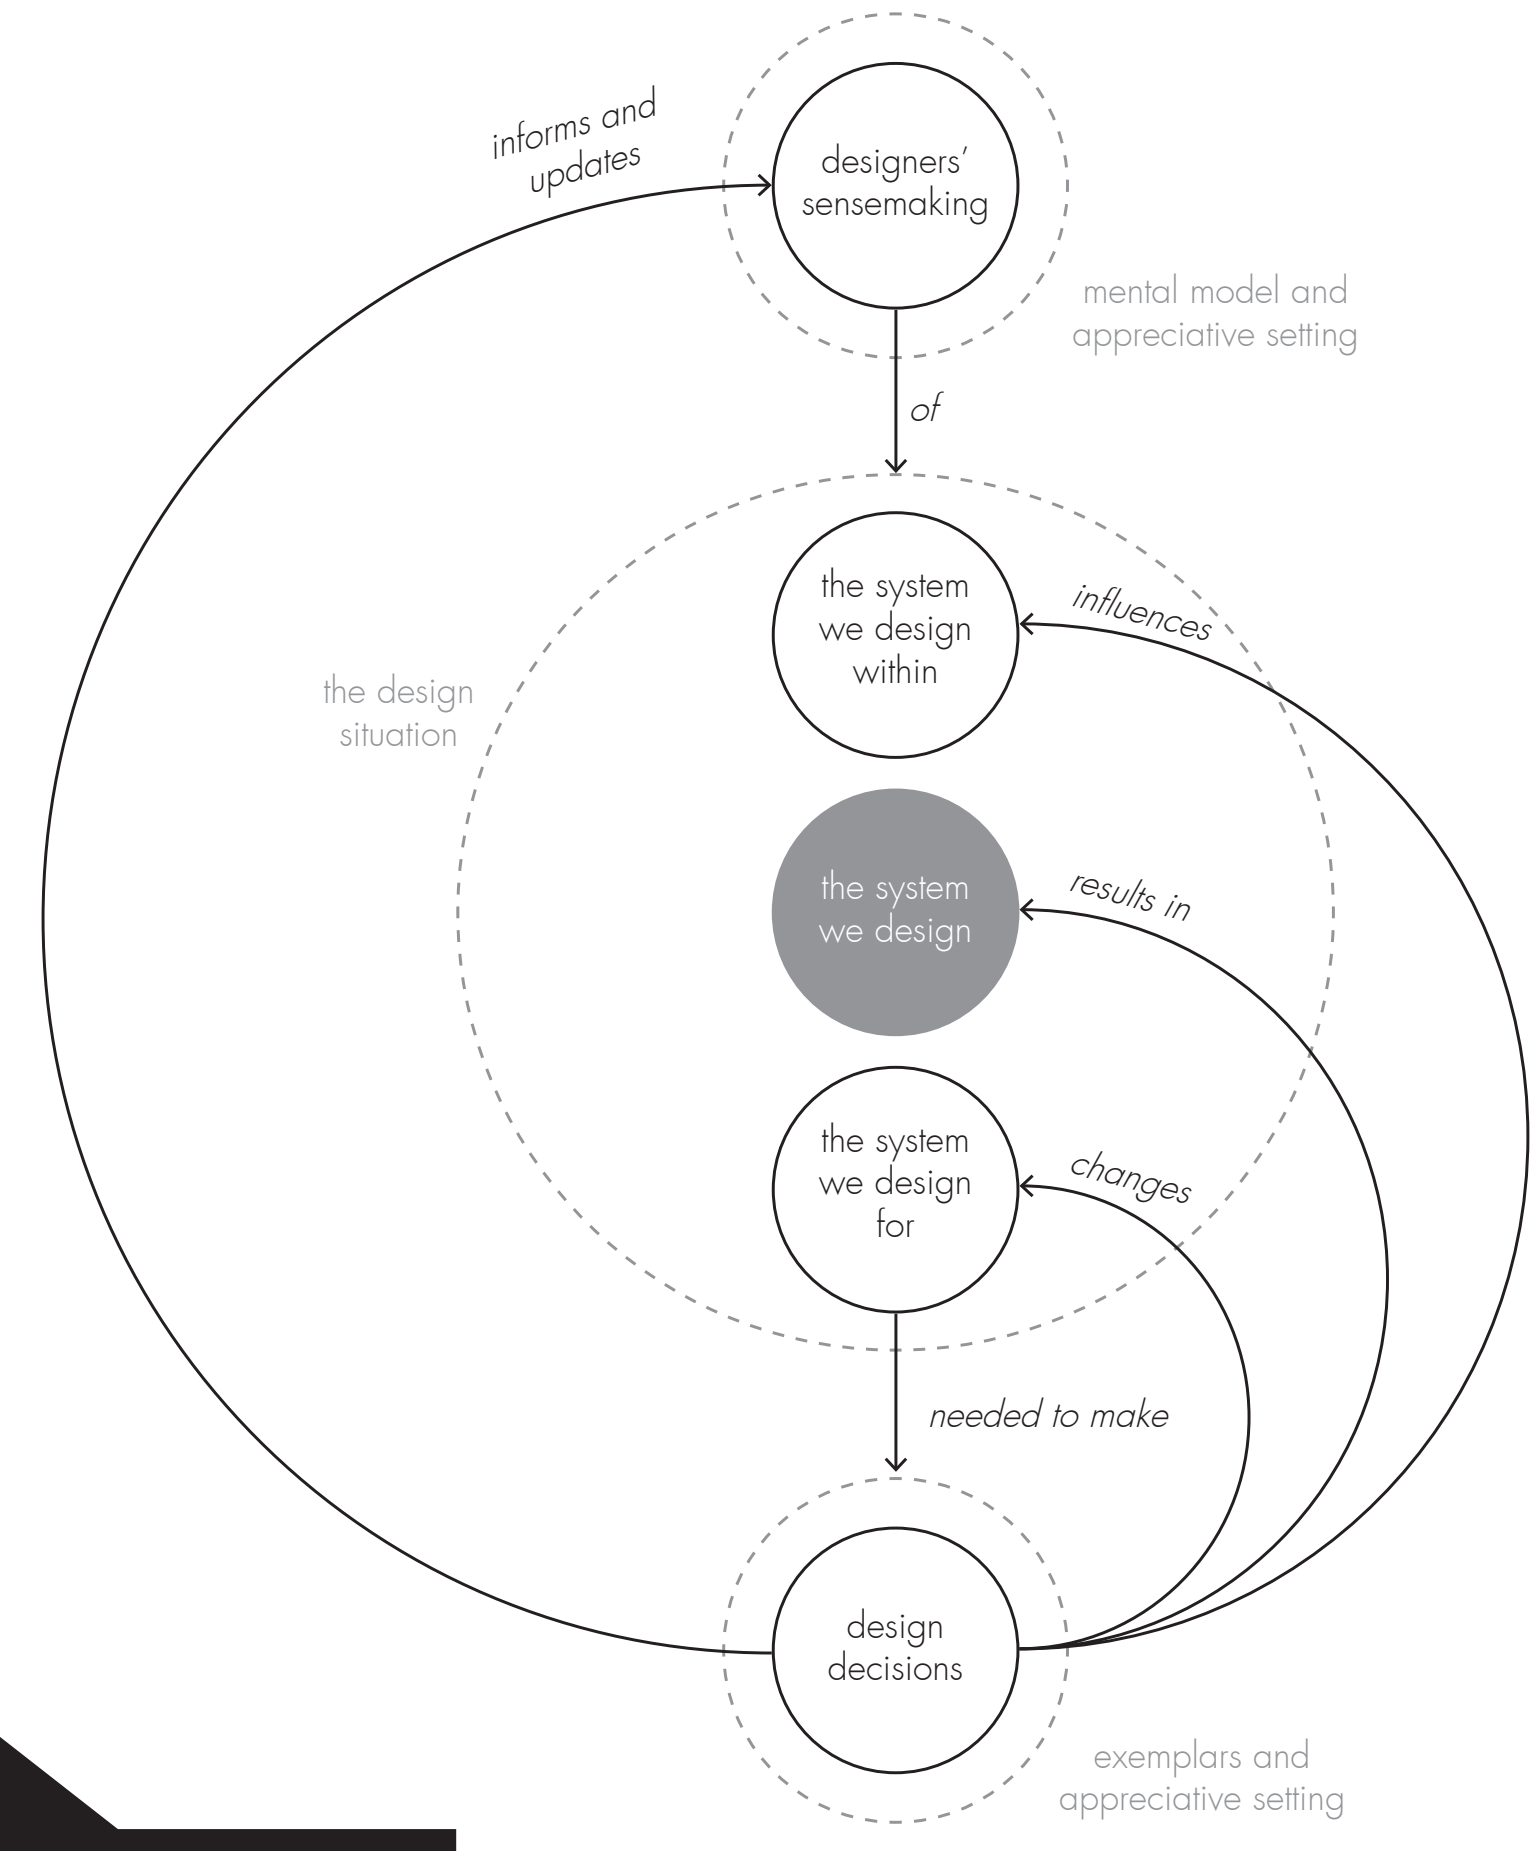 informs and
updates
designers’
sensemaking
mental model and
appreciative setting
of
the system
we design
within
influences
the design
situation
the system
we design
results in
the system
we design
for
changes
needed to make
design
decisions
exemplars and
appreciative setting